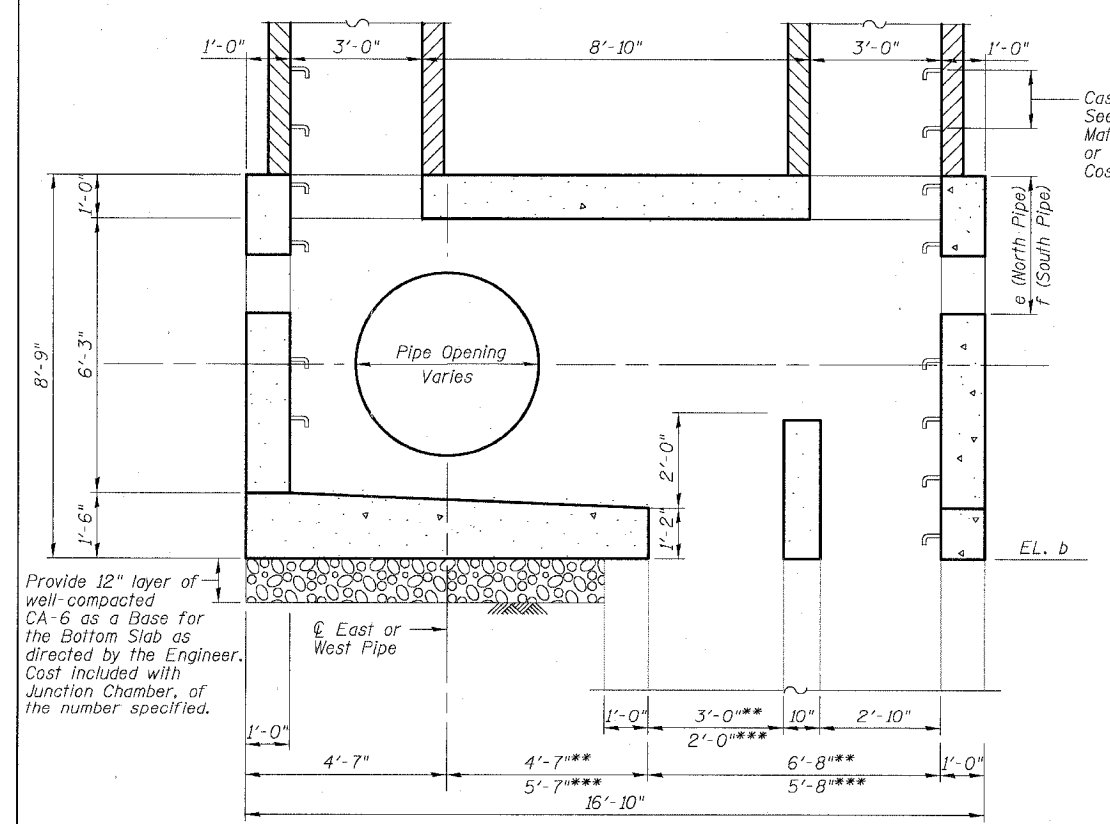 1'-0"
3'-0"
8'-10"
3'-0"
1'-0"
Cas
See
Mat
or
Cos
1'-0"
e (North Pipe)
f (South Pipe)
8'-9"
6'-3"
Pipe Opening
Varies
2'-0"
1'-6"
1'-2"
EL. b
Provide 12" layer of
well-compacted
CA-6 as a Base for
the Bottom Slab as
directed by the Engineer.
Cost included with
Junction Chamber, of
the number specified.
℄ East or
West Pipe
1'-0"
1'-0"
3'-0"**
2'-0"***
10"
2'-10"
4'-7"
4'-7"**
5'-7"***
6'-8"**
5'-8"***
1'-0"
16'-10"